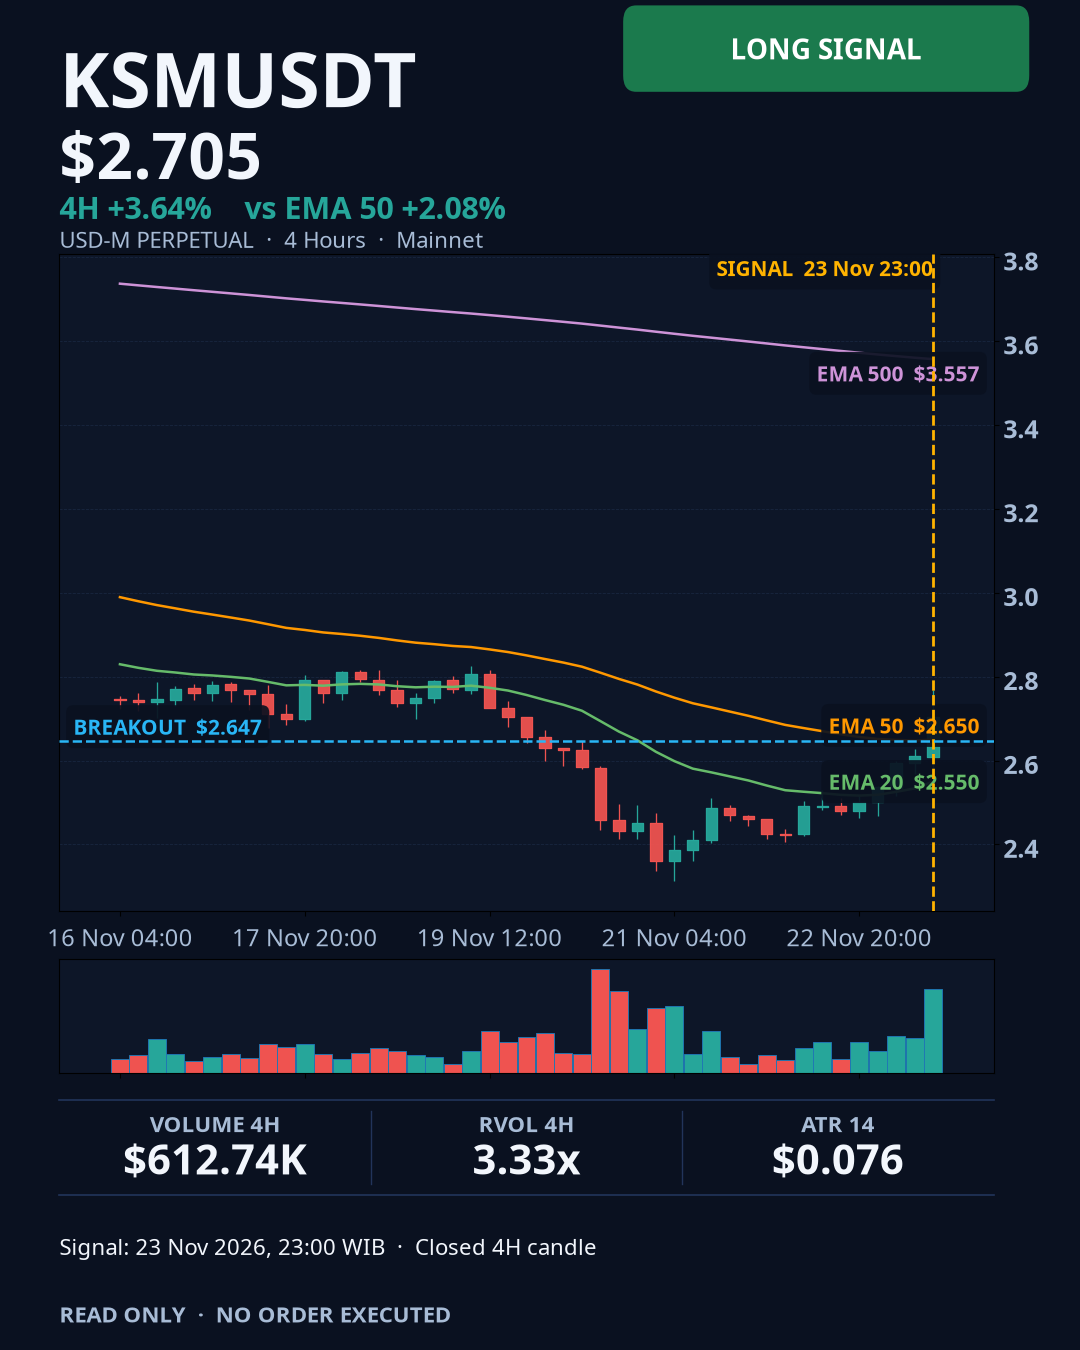 LONG SIGNAL
KSMUSDT
$2.705
4H +3.64% vs EMA 50 +2.08%
USD-M PERPETUAL · 4 Hours · Mainnet
SIGNAL 23 Nov 23:00
3.8
3.6
EMA 500 $3.557
3.4
3.2
3.0
2.8
BREAKOUT $2.647
EMA 50 $2.650
2.6
EMA 20 $2.550
2.4
16 Nov 04:00 17 Nov 20:00 19 Nov 12:00 21 Nov 04:00 22 Nov 20:00
VOLUME 4H RVOL 4H ATR 14
$612.74K 3.33x $0.076
Signal: 23 Nov 2026, 23:00 WIB · Closed 4H candle
READ ONLY · NO ORDER EXECUTED